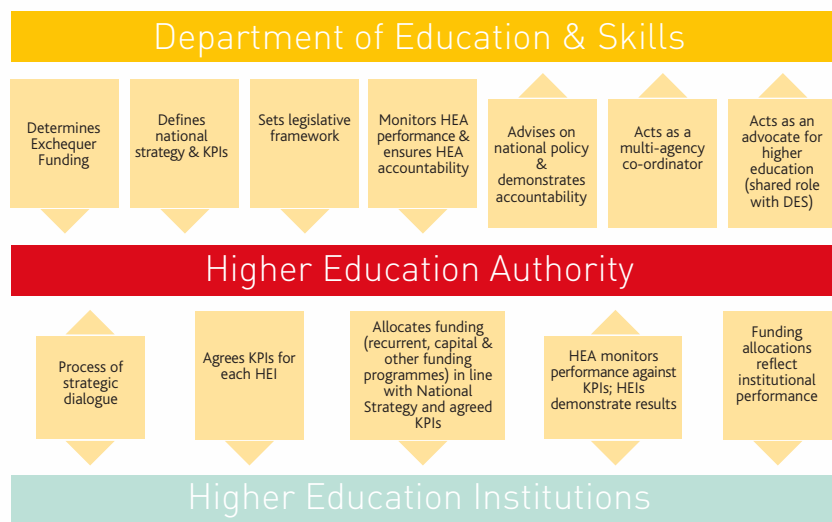 Department of Education & Skills
Determines
Exchequer
Funding
Defines
national
strategy & KPIs
Sets legislative
framework
Monitors HEA
performance &
ensures HEA
accountability
Advises on
national policy
&
demonstrates
accountability
Acts as a
multi-agency
co-ordinator
Acts as an
advocate for
higher
education
(shared role
with DES)
Higher Education Authority
Process of
strategic
dialogue
Agrees KPIs for
each HEI
Allocates funding
(recurrent, capital &
other funding
programmes) in line
with National
Strategy and agreed
KPIs
HEA monitors
performance against
KPIs; HEIs
demonstrate results
Funding
allocations
reflect
institutional
performance
Higher Education Institutions